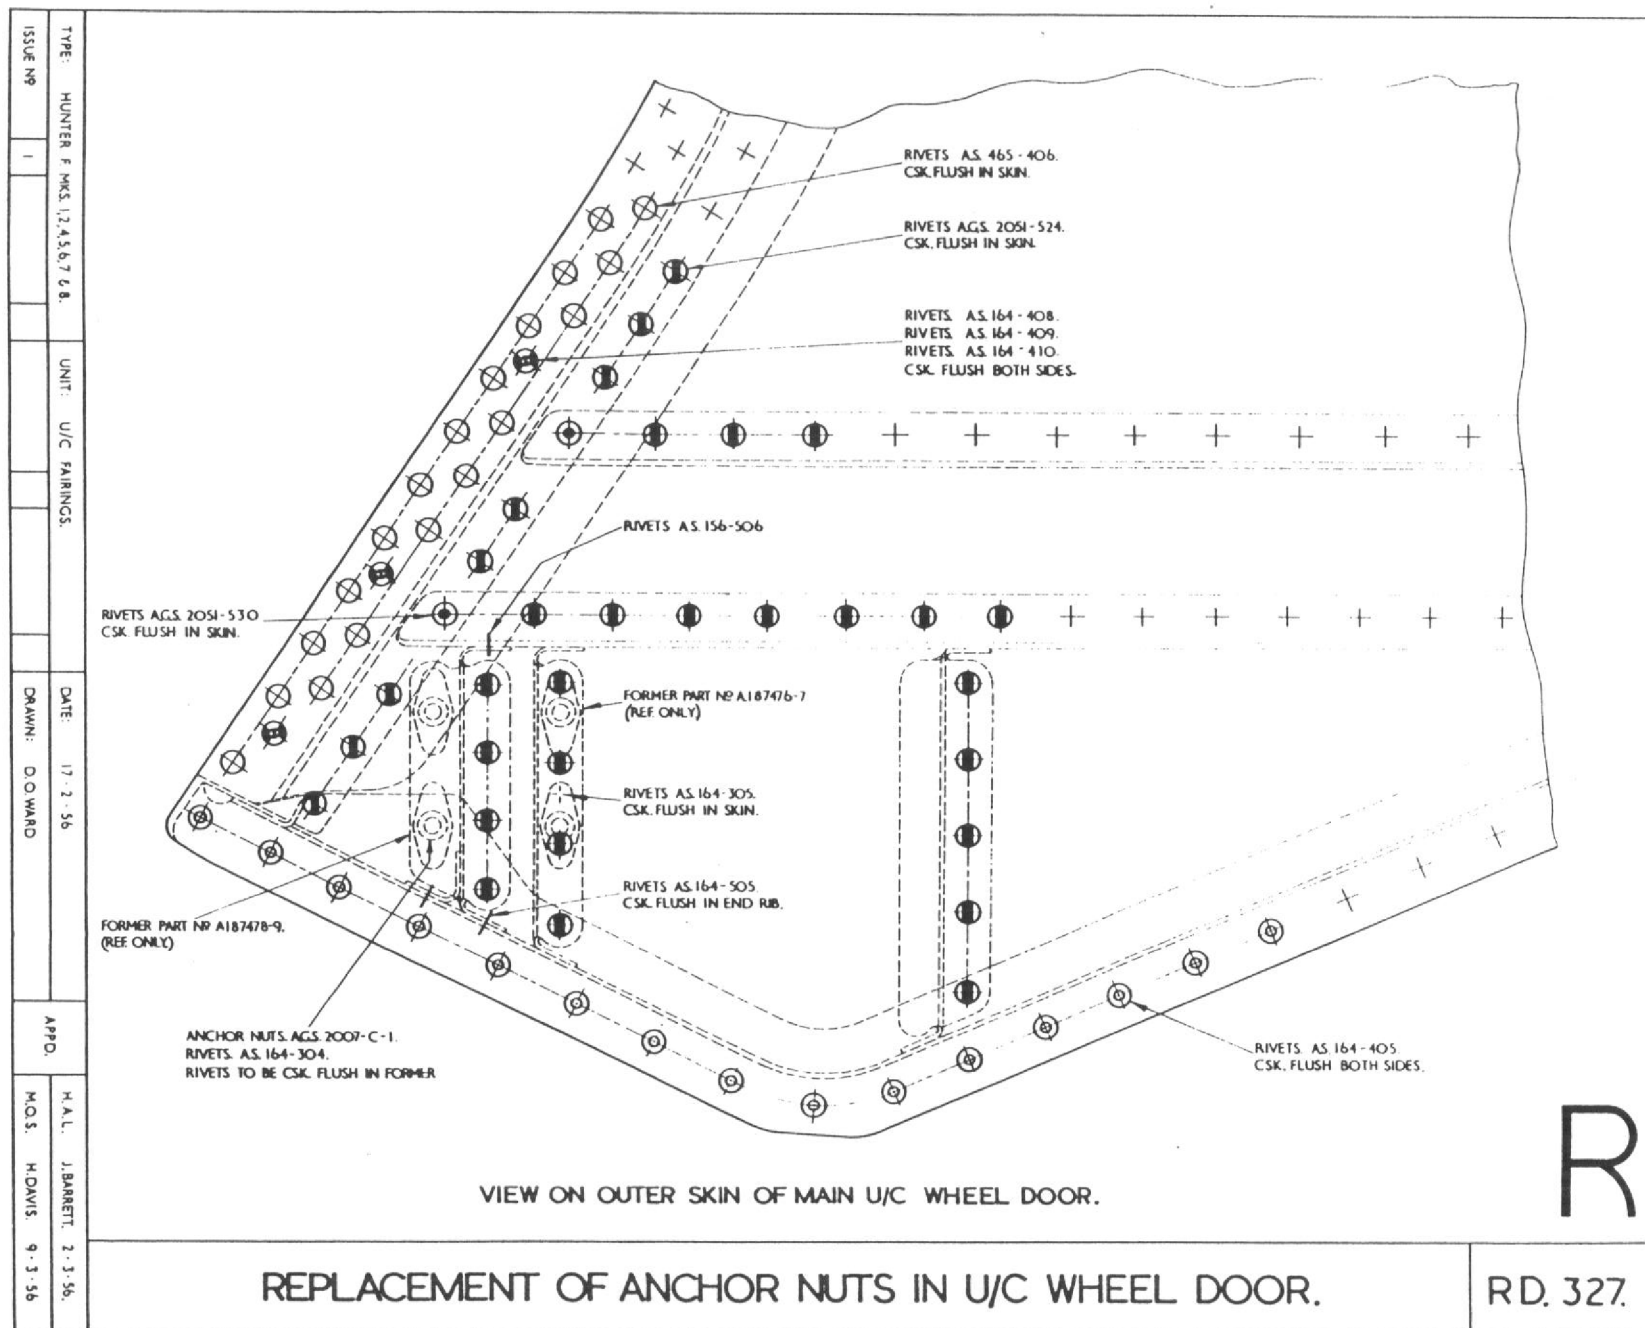 TYPE: HUNTER F. MKS. 1,2,4,5,6,7 & 8.
UNIT: U/C FAIRINGS.
DATE: 17·2·56
APPD.
H.A.L. J.BARRETT. 2·3·56.
ISSUE Nº 1
DRAWN: D.O.WARD
M.O.S. H.DAVIS. 9·3·56
RIVETS A.S. 465-406.
CSK. FLUSH IN SKIN.
RIVETS A.G.S. 2051-524.
CSK. FLUSH IN SKIN.
RIVETS. A.S. 164-408.
RIVETS. A.S. 164-409.
RIVETS. A.S. 164-410.
CSK. FLUSH BOTH SIDES.
RIVETS A.S. 156-506
RIVETS A.G.S. 2051-530
CSK. FLUSH IN SKIN.
FORMER PART Nº A187476-7
(REF. ONLY)
RIVETS A.S. 164-305.
CSK. FLUSH IN SKIN.
RIVETS A.S. 164-505.
CSK. FLUSH IN END RIB.
FORMER PART Nº A187478-9.
(REF. ONLY)
ANCHOR NUTS. A.G.S. 2007-C-1.
RIVETS. A.S. 164-304.
RIVETS TO BE CSK. FLUSH IN FORMER
RIVETS. A.S. 164-405.
CSK. FLUSH BOTH SIDES.
R
VIEW ON OUTER SKIN OF MAIN U/C WHEEL DOOR.
REPLACEMENT OF ANCHOR NUTS IN U/C WHEEL DOOR.
R.D. 327.